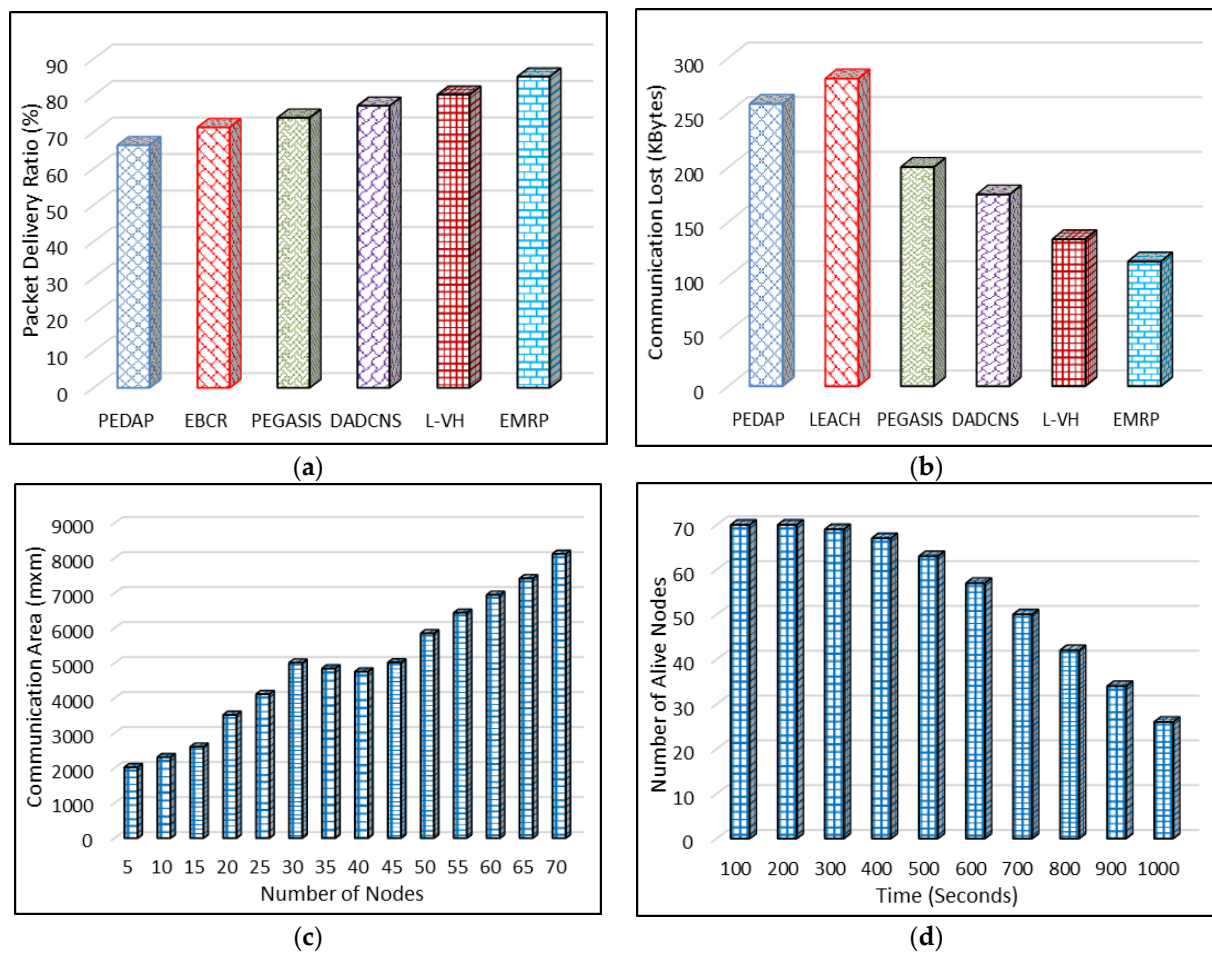 90
80
70
60
50
40
30
20
10
0
Packet Delivery Ratio (%)
PEDAP EBCR PEGASIS DADCNS L-VH EMRP
(a)
300
250
200
150
100
50
0
Communication Lost (KBytes)
PEDAP LEACH PEGASIS DADCNS L-VH EMRP
(b)
9000
8000
7000
6000
5000
4000
3000
2000
1000
0
Communication Area (mxm)
5 10 15 20 25 30 35 40 45 50 55 60 65 70
Number of Nodes
(c)
70
60
50
40
30
20
10
0
Number of Alive Nodes
100 200 300 400 500 600 700 800 900 1000
Time (Seconds)
(d)